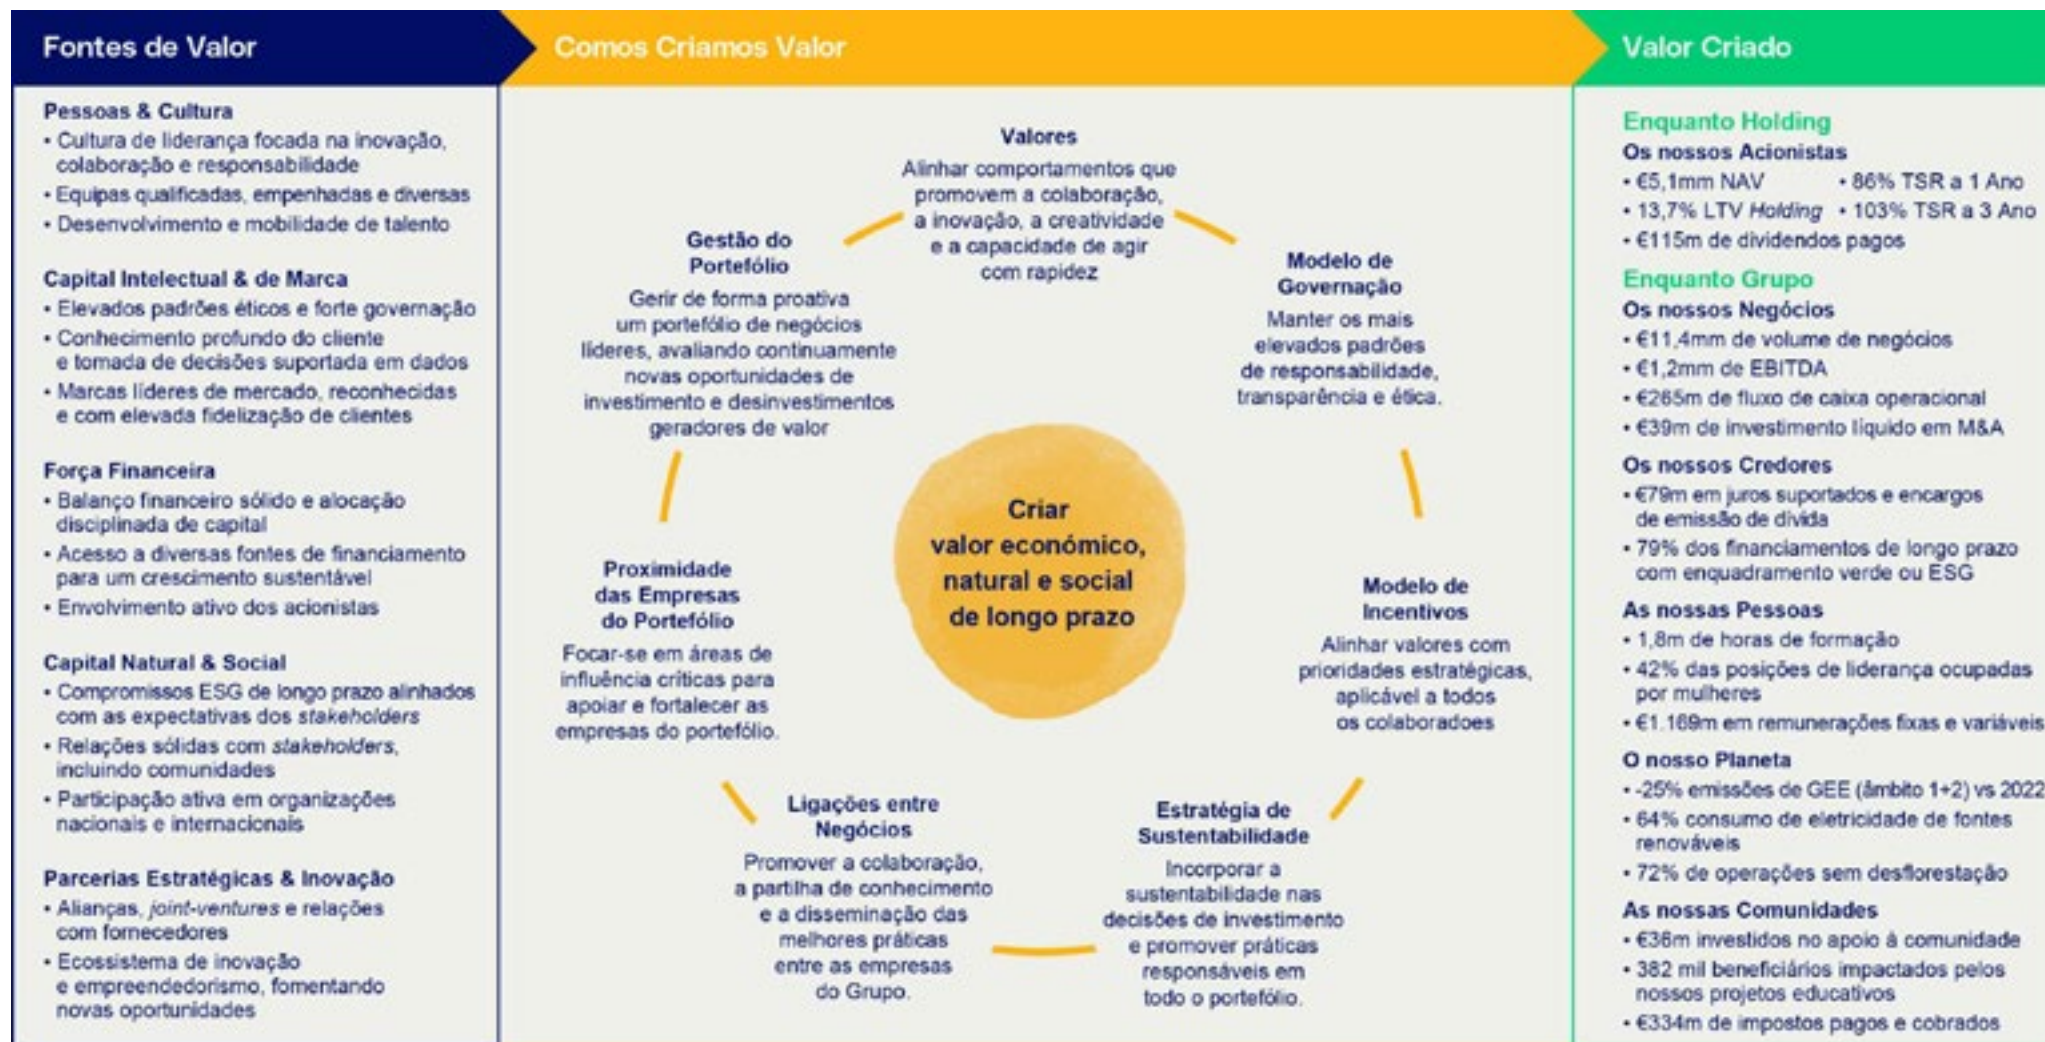 Fontes de Valor
Comos Criamos Valor
Valor Criado
Pessoas & Cultura
• Cultura de liderança focada na inovação,
colaboração e responsabilidade
• Equipas qualificadas, empenhadas e diversas
• Desenvolvimento e mobilidade de talento
Capital Intelectual & de Marca
• Elevados padrões éticos e forte governação
• Conhecimento profundo do cliente
e tomada de decisões suportada em dados
• Marcas líderes de mercado, reconhecidas
e com elevada fidelização de clientes
Força Financeira
• Balanço financeiro sólido e alocação
disciplinada de capital
• Acesso a diversas fontes de financiamento
para um crescimento sustentável
• Envolvimento ativo dos acionistas
Capital Natural & Social
• Compromissos ESG de longo prazo alinhados
com as expectativas dos stakeholders
• Relações sólidas com stakeholders,
incluindo comunidades
• Participação ativa em organizações
nacionais e internacionais
Parcerias Estratégicas & Inovação
• Alianças, joint-ventures e relações
com fornecedores
• Ecossistema de inovação
e empreendedorismo, fomentando
novas oportunidades
Valores
Alinhar comportamentos que
promovem a colaboração,
a inovação, a creatividade
e a capacidade de agir
com rapidez
Modelo de
Governação
Manter os mais
elevados padrões
de responsabilidade,
transparência e ética.
Modelo de
Incentivos
Alinhar valores com
prioridades estratégicas,
aplicável a todos
os colaboradoes
Estratégia de
Sustentabilidade
Incorporar a
sustentabilidade nas
decisões de investimento
e promover práticas
responsáveis em
todo o portefólio.
Ligações entre
Negócios
Promover a colaboração,
a partilha de conhecimento
e a disseminação das
melhores práticas
entre as empresas
do Grupo.
Proximidade
das Empresas
do Portefólio
Focar-se em áreas de
influência críticas para
apoiar e fortalecer as
empresas do portefólio.
Gestão do
Portefólio
Gerir de forma proativa
um portefólio de negócios
líderes, avaliando continuamente
novas oportunidades de
investimento e desinvestimentos
geradores de valor
Criar
valor económico,
natural e social
de longo prazo
Enquanto Holding
Os nossos Acionistas
• €5,1mm NAV • 86% TSR a 1 Ano
• 13,7% LTV Holding • 103% TSR a 3 Ano
• €115m de dividendos pagos
Enquanto Grupo
Os nossos Negócios
• €11,4mm de volume de negócios
• €1,2mm de EBITDA
• €265m de fluxo de caixa operacional
• €39m de investimento líquido em M&A
Os nossos Credores
• €79m em juros suportados e encargos
de emissão de dívida
• 79% dos financiamentos de longo prazo
com enquadramento verde ou ESG
As nossas Pessoas
• 1,8m de horas de formação
• 42% das posições de liderança ocupadas
por mulheres
• €1.169m em remunerações fixas e variáveis
O nosso Planeta
• -25% emissões de GEE (âmbito 1+2) vs 2022
• 64% consumo de eletricidade de fontes
renováveis
• 72% de operações sem desflorestação
As nossas Comunidades
• €36m investidos no apoio à comunidade
• 382 mil beneficiários impactados pelos
nossos projetos educativos
• €334m de impostos pagos e cobrados